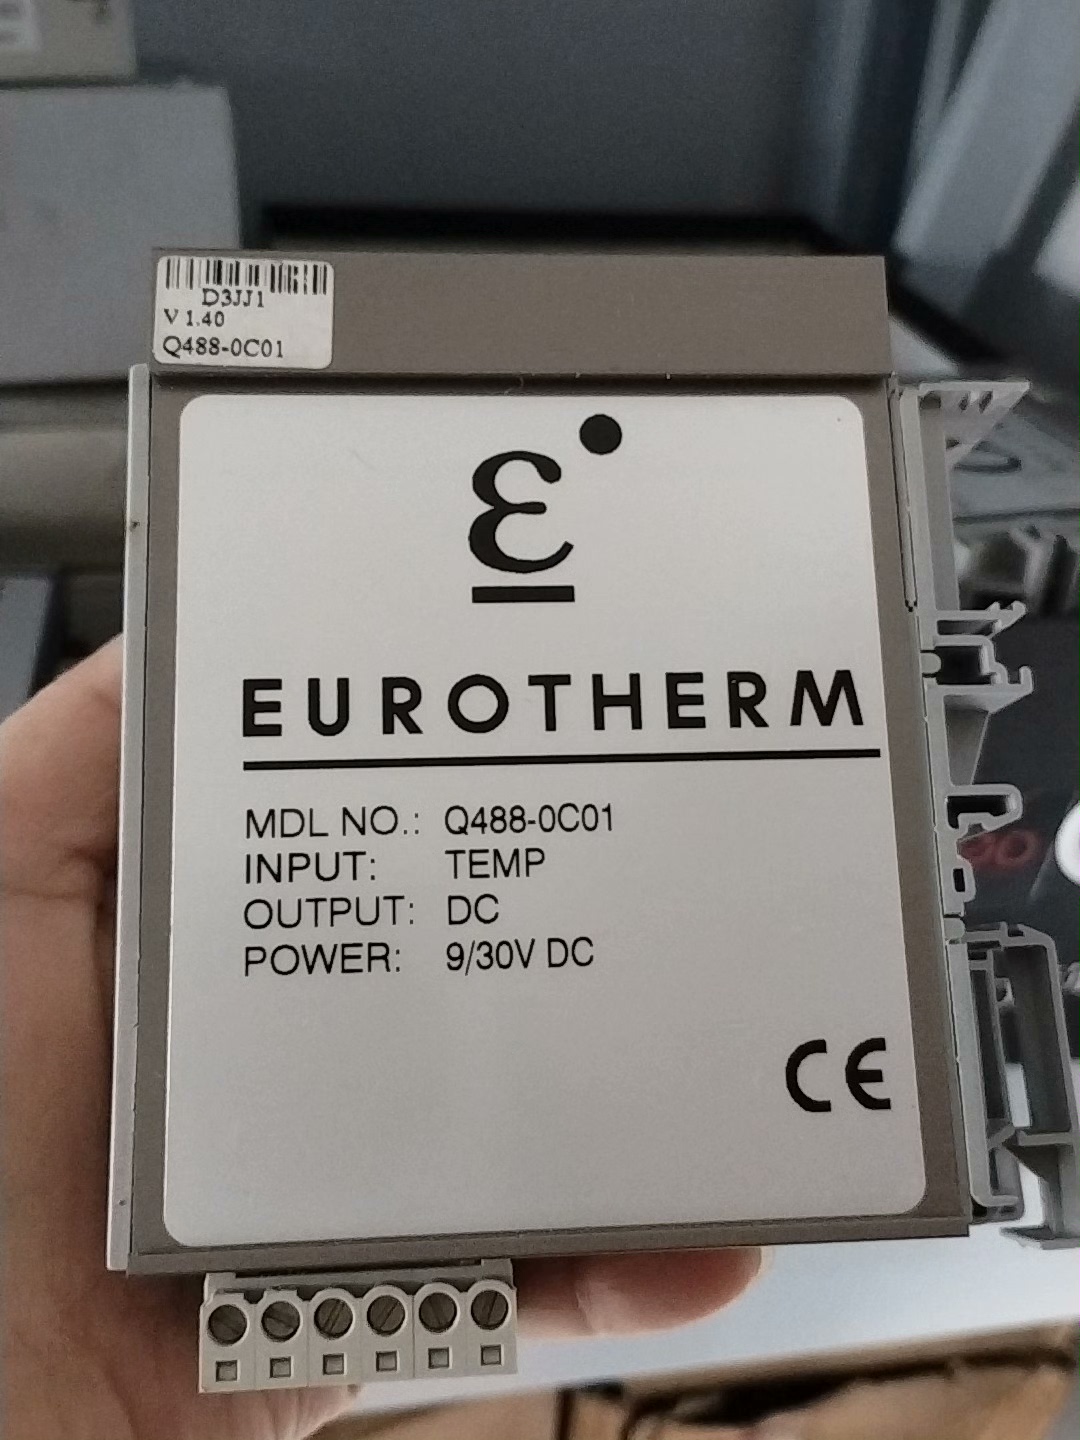 D3JJ1
V 1.40
Q488-0C01
ε
EUROTHERM
MDL NO.: Q488-0C01
INPUT: TEMP
OUTPUT: DC
POWER: 9/30V DC
CE